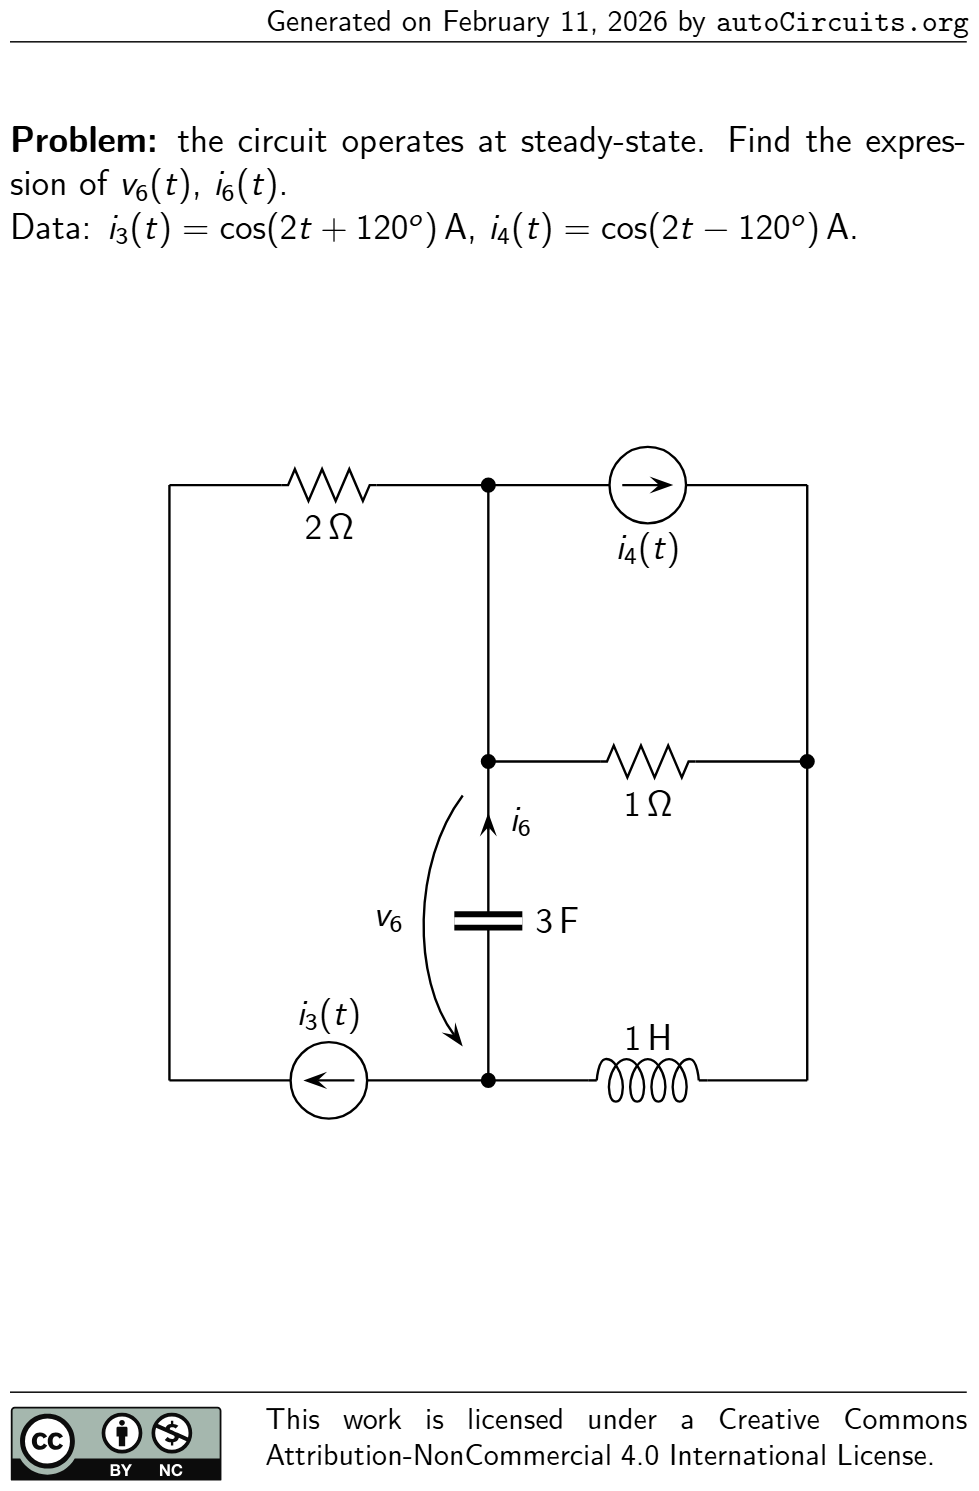 Generated on February 11, 2026 by autoCircuits.org
Problem: the circuit operates at steady-state. Find the expres-
sion of v₆(t), i₆(t).
Data: i₃(t) = cos(2t + 120°) A, i₄(t) = cos(2t − 120°) A.
2 Ω
i₄(t)
1 Ω
i₆
v₆
3 F
i₃(t)
1 H
cc
BY NC
This work is licensed under a Creative Commons
Attribution-NonCommercial 4.0 International License.